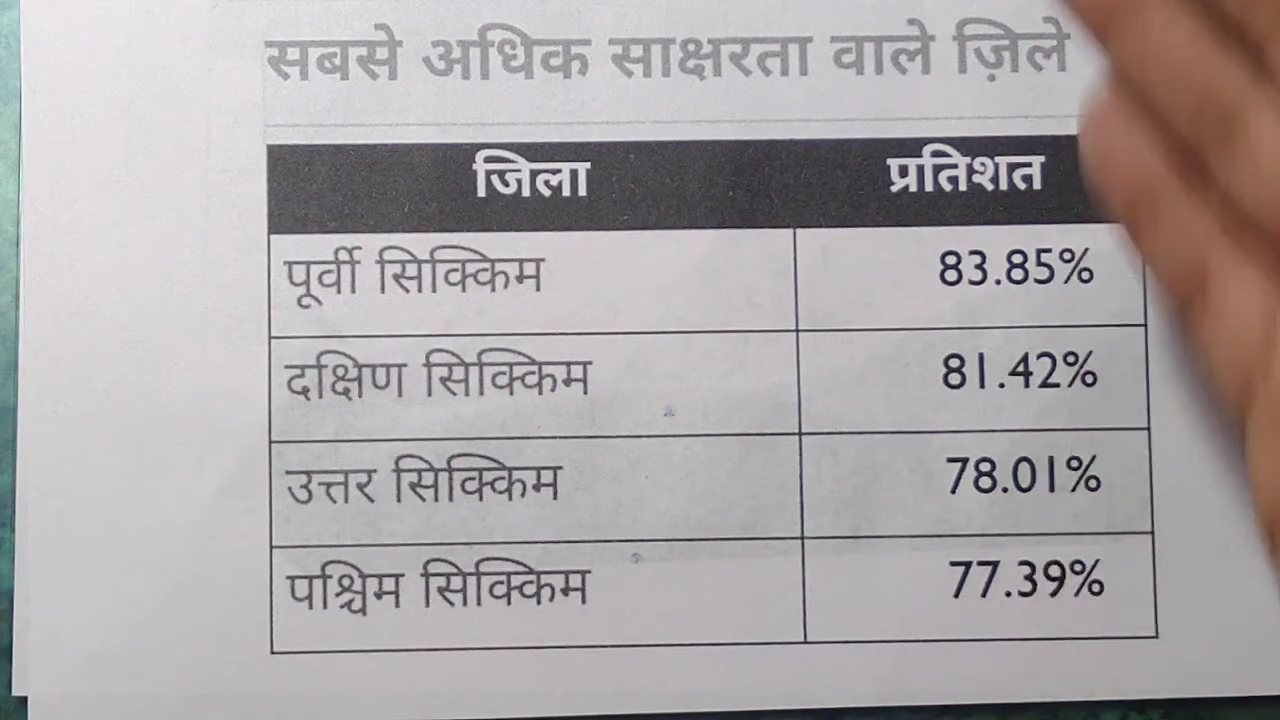 सबसे अधिक साक्षरता वाले ज़िले
जिला प्रतिशत
पूर्वी सिक्किम 83.85%
दक्षिण सिक्किम 81.42%
उत्तर सिक्किम 78.01%
पश्चिम सिक्किम 77.39%